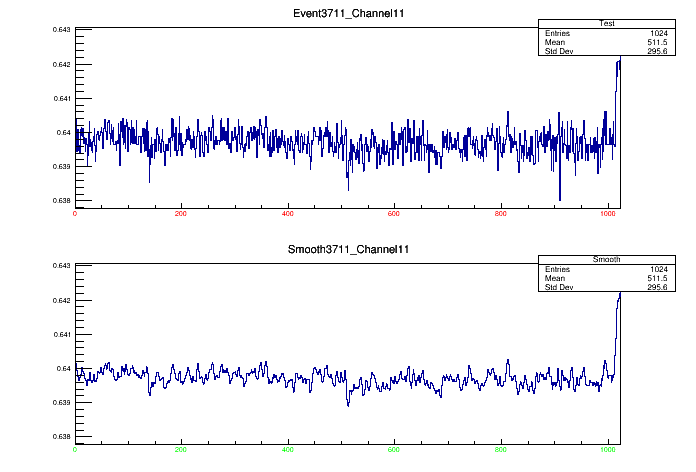 Event3711_Channel11
Test
Entries 1024
Mean 511.5
Std Dev 295.6
0.643
0.642
0.641
0.64
0.639
0.638
0 200 400 600 800 1000
Smooth3711_Channel11
Smooth
Entries 1024
Mean 511.5
Std Dev 295.6
0.643
0.642
0.641
0.64
0.639
0.638
0 200 400 600 800 1000